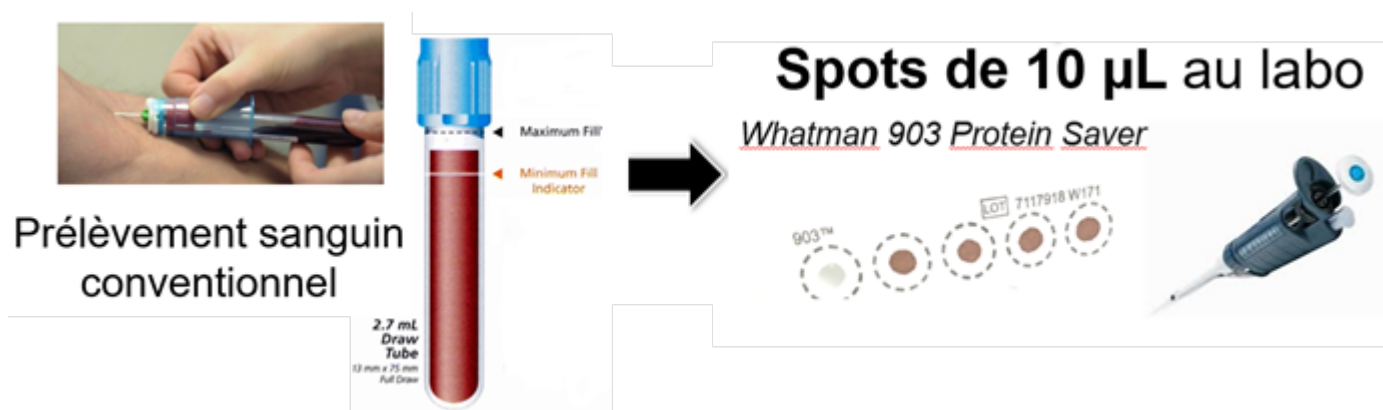 Prélèvement sanguin
conventionnel
Maximum Fill
Minimum Fill
Indicator
2.7 mL
Draw
Tube
13 mm x 75 mm
Full Draw
Spots de 10 µL au labo
Whatman 903 Protein Saver
903™
LOT 7117918 W171